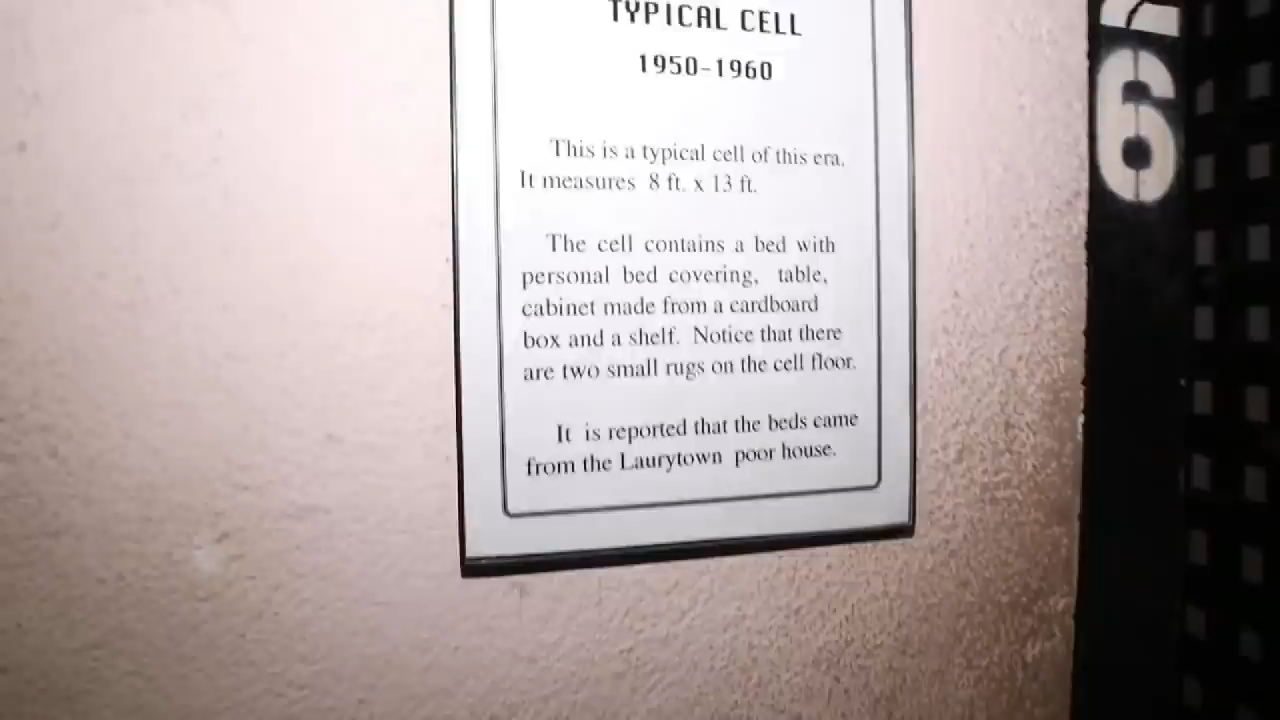 TYPICAL CELL
1950-1960
This is a typical cell of this era.
It measures 8 ft. x 13 ft.
The cell contains a bed with
personal bed covering, table,
cabinet made from a cardboard
box and a shelf. Notice that there
are two small rugs on the cell floor.
It is reported that the beds came
from the Laurytown poor house.
6